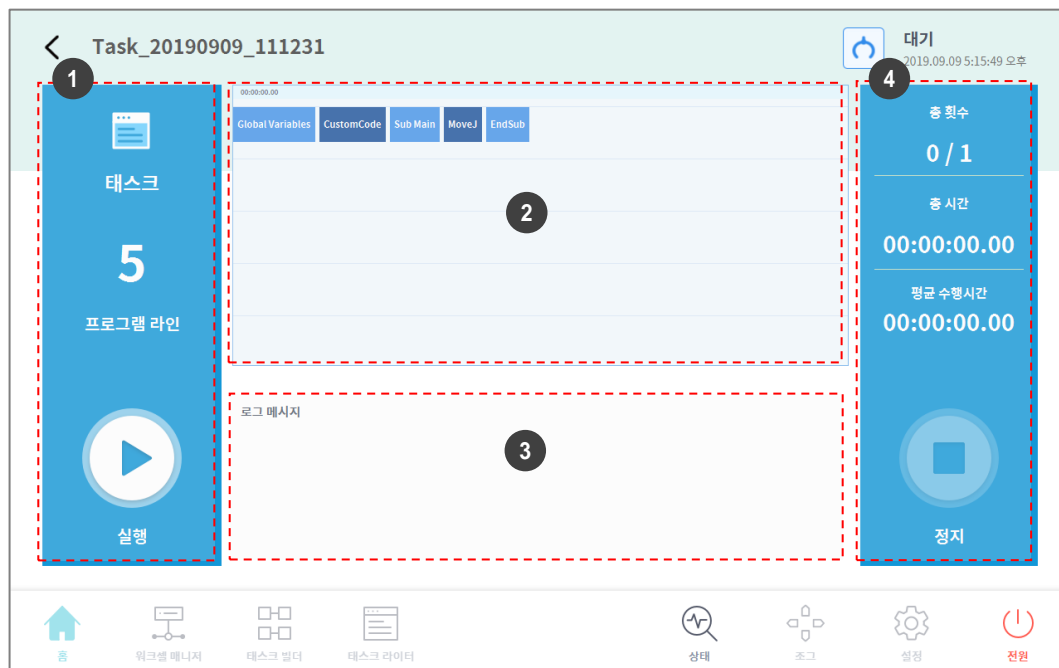 Task_20190909_111231
대기
2019.09.09 5:15:49 오후
1
태스크
5
프로그램 라인
실행
00:00:00.00
Global Variables CustomCode Sub Main MoveJ EndSub
2
로그 메시지
3
4
총 횟수
0 / 1
총 시간
00:00:00.00
평균 수행시간
00:00:00.00
정지
홈 워크셀 매니저 태스크 빌더 태스크 라이터 상태 조그 설정 전원